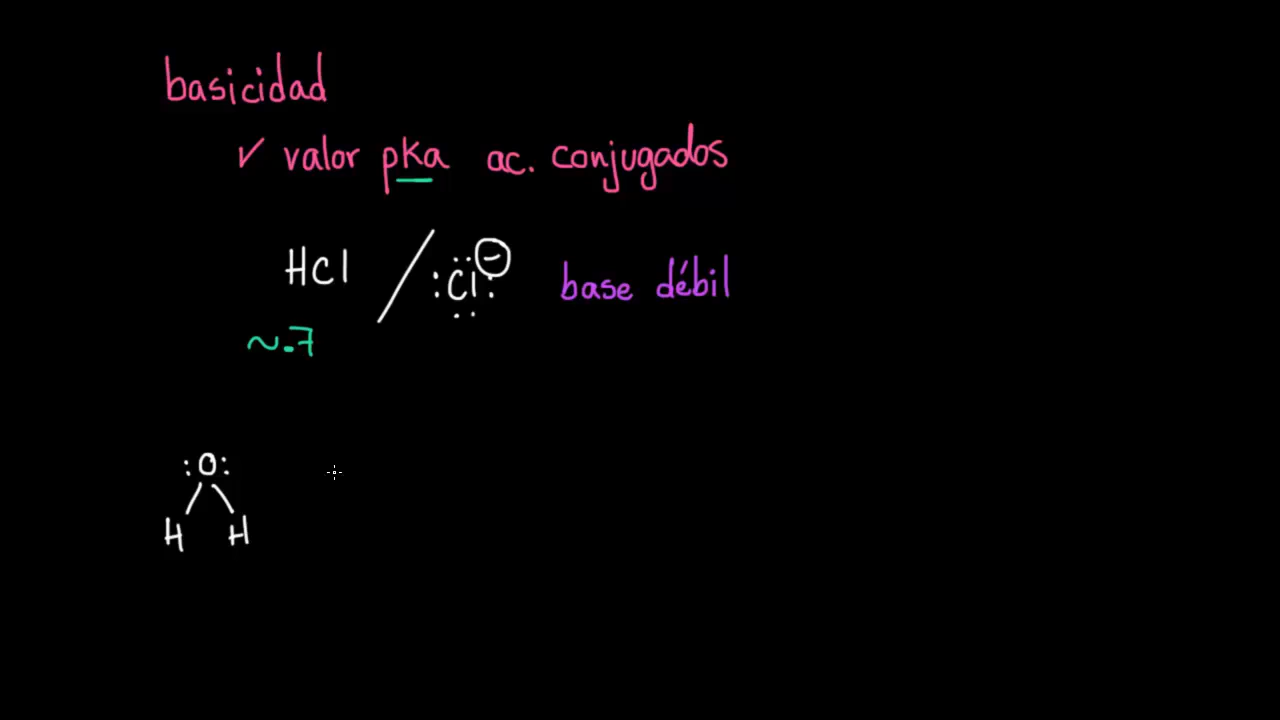 basicidad
✓ valor pKa ac. conjugados
HCl / :Cl: ⊖ base débil
~-7
:O:
H H